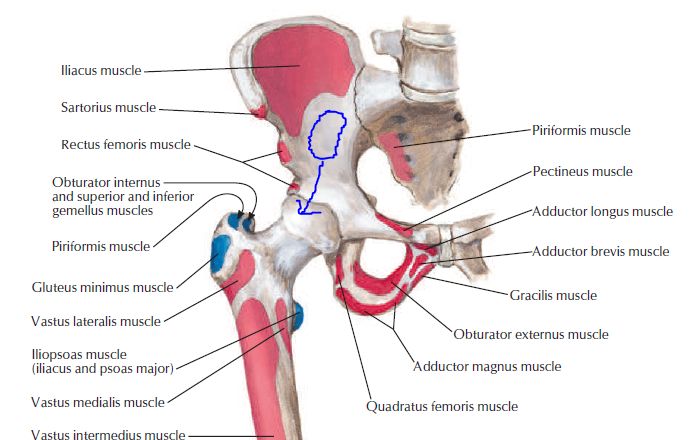 Iliacus muscle
Sartorius muscle
Rectus femoris muscle
Obturator internus
and superior and inferior
gemellus muscles
Piriformis muscle
Gluteus minimus muscle
Vastus lateralis muscle
Iliopsoas muscle
(iliacus and psoas major)
Vastus medialis muscle
Vastus intermedius muscle
Piriformis muscle
Pectineus muscle
Adductor longus muscle
Adductor brevis muscle
Gracilis muscle
Obturator externus muscle
Adductor magnus muscle
Quadratus femoris muscle